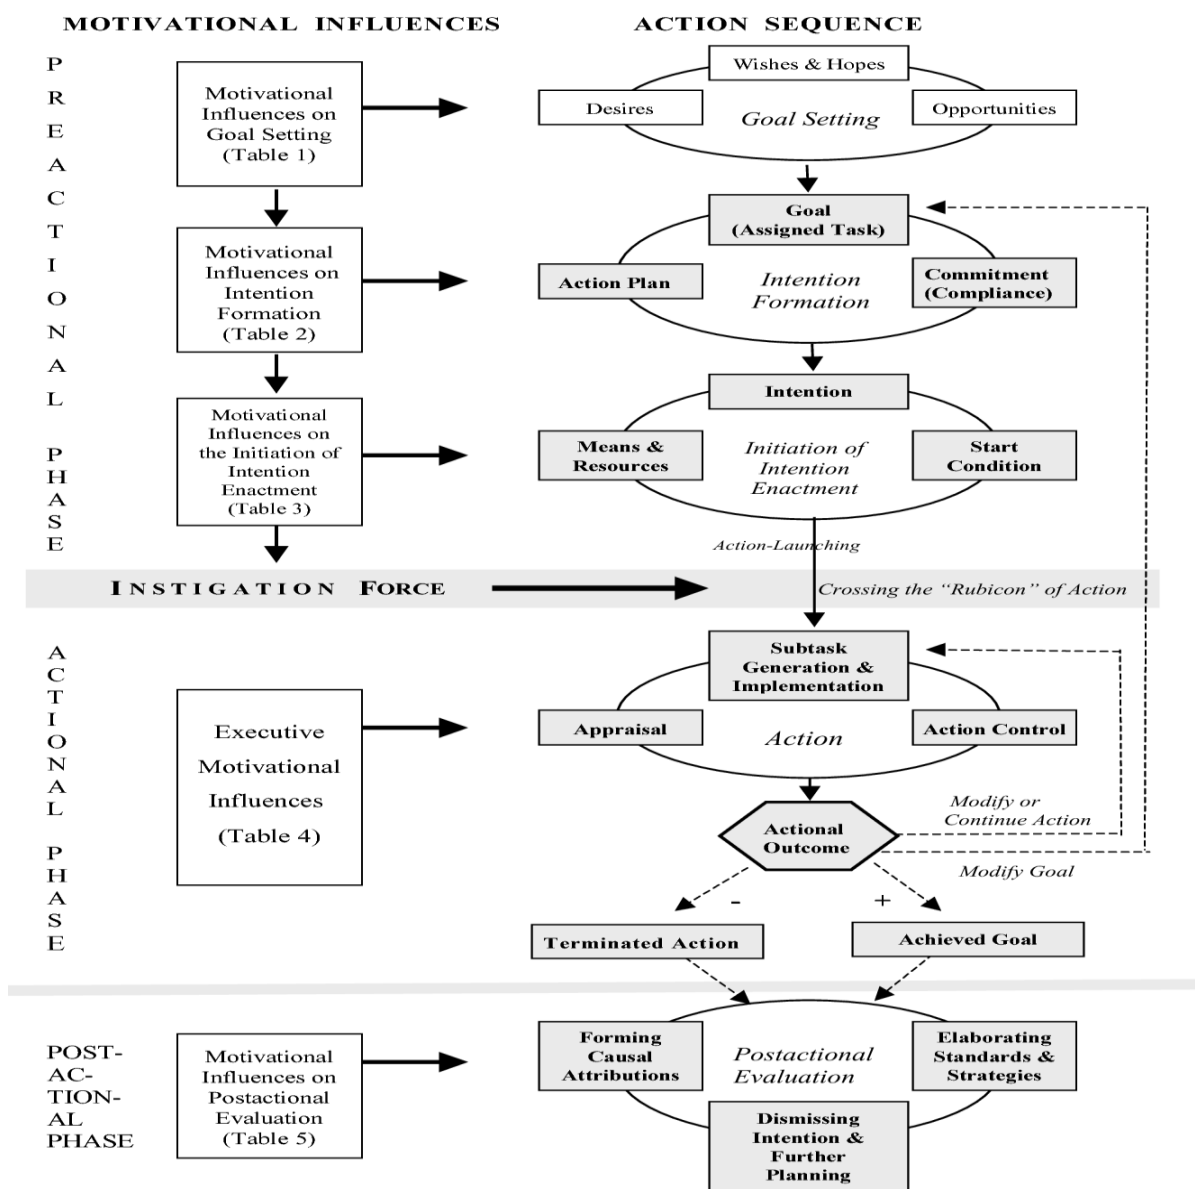 MOTIVATIONAL INFLUENCES
ACTION SEQUENCE
PREACTIONAL PHASE
Motivational
Influences on
Goal Setting
(Table 1)
Wishes & Hopes
Desires
Opportunities
Goal Setting
Motivational
Influences on
Intention
Formation
(Table 2)
Goal
(Assigned Task)
Action Plan
Commitment
(Compliance)
Intention
Formation
Motivational
Influences on
the Initiation of
Intention
Enactment
(Table 3)
Intention
Means &
Resources
Start
Condition
Initiation of
Intention
Enactment
Action-Launching
INSTIGATION FORCE
Crossing the “Rubicon” of Action
ACTIONAL PHASE
Executive
Motivational
Influences
(Table 4)
Subtask
Generation &
Implementation
Appraisal
Action Control
Action
Actional
Outcome
Modify or
Continue Action
Modify Goal
-
+
Terminated Action
Achieved Goal
POST-
AC-
TION-
AL
PHASE
Motivational
Influences on
Postactional
Evaluation
(Table 5)
Forming
Causal
Attributions
Postactional
Evaluation
Elaborating
Standards &
Strategies
Dismissing
Intention &
Further
Planning